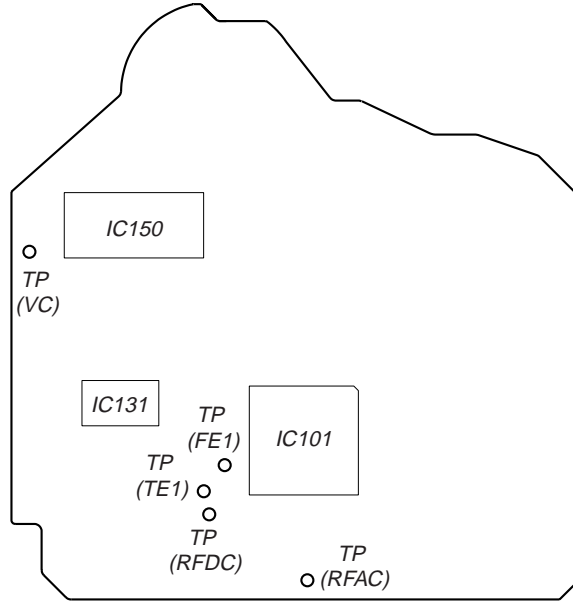 IC150
TP
(VC)
IC131
TP
(FE1)
IC101
TP
(TE1)
TP
(RFDC)
TP
(RFAC)